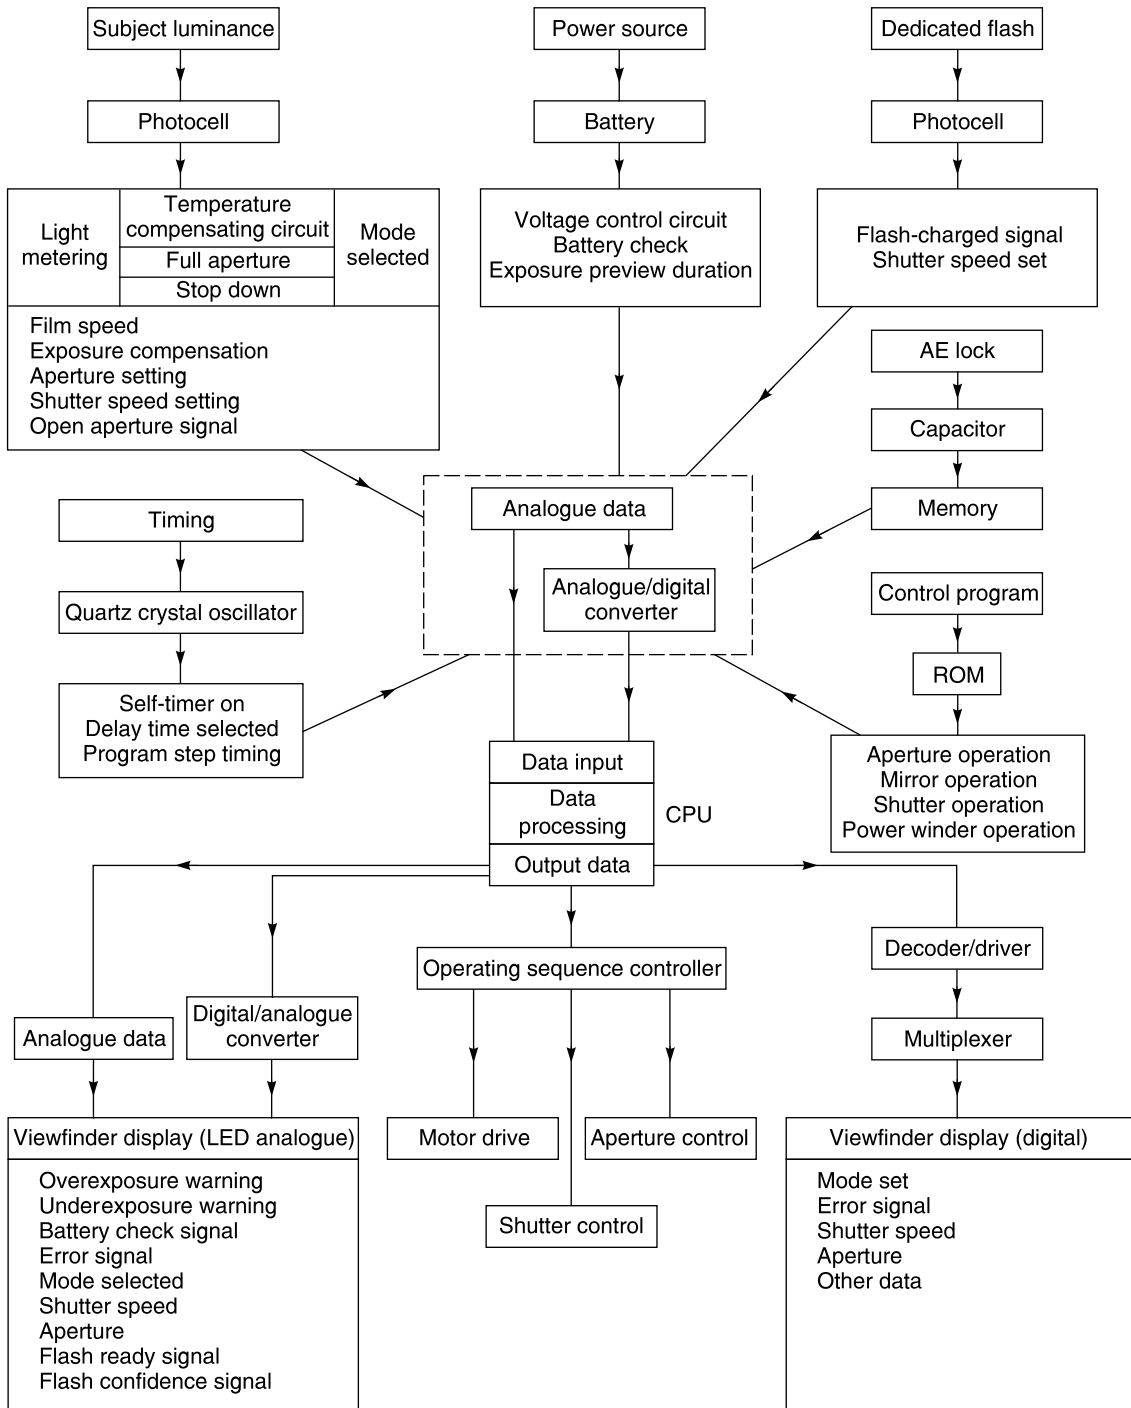 Subject luminance
Power source
Dedicated flash
Photocell
Battery
Photocell
Light
metering
Temperature
compensating circuit
Full aperture
Stop down
Mode
selected
Film speed
Exposure compensation
Aperture setting
Shutter speed setting
Open aperture signal
Voltage control circuit
Battery check
Exposure preview duration
Flash-charged signal
Shutter speed set
AE lock
Capacitor
Memory
Timing
Quartz crystal oscillator
Self-timer on
Delay time selected
Program step timing
Analogue data
Analogue/digital
converter
Control program
ROM
Aperture operation
Mirror operation
Shutter operation
Power winder operation
Data input
Data
processing
CPU
Output data
Analogue data
Digital/analogue
converter
Operating sequence controller
Decoder/driver
Multiplexer
Motor drive
Aperture control
Shutter control
Viewfinder display (LED analogue)
Overexposure warning
Underexposure warning
Battery check signal
Error signal
Mode selected
Shutter speed
Aperture
Flash ready signal
Flash confidence signal
Viewfinder display (digital)
Mode set
Error signal
Shutter speed
Aperture
Other data